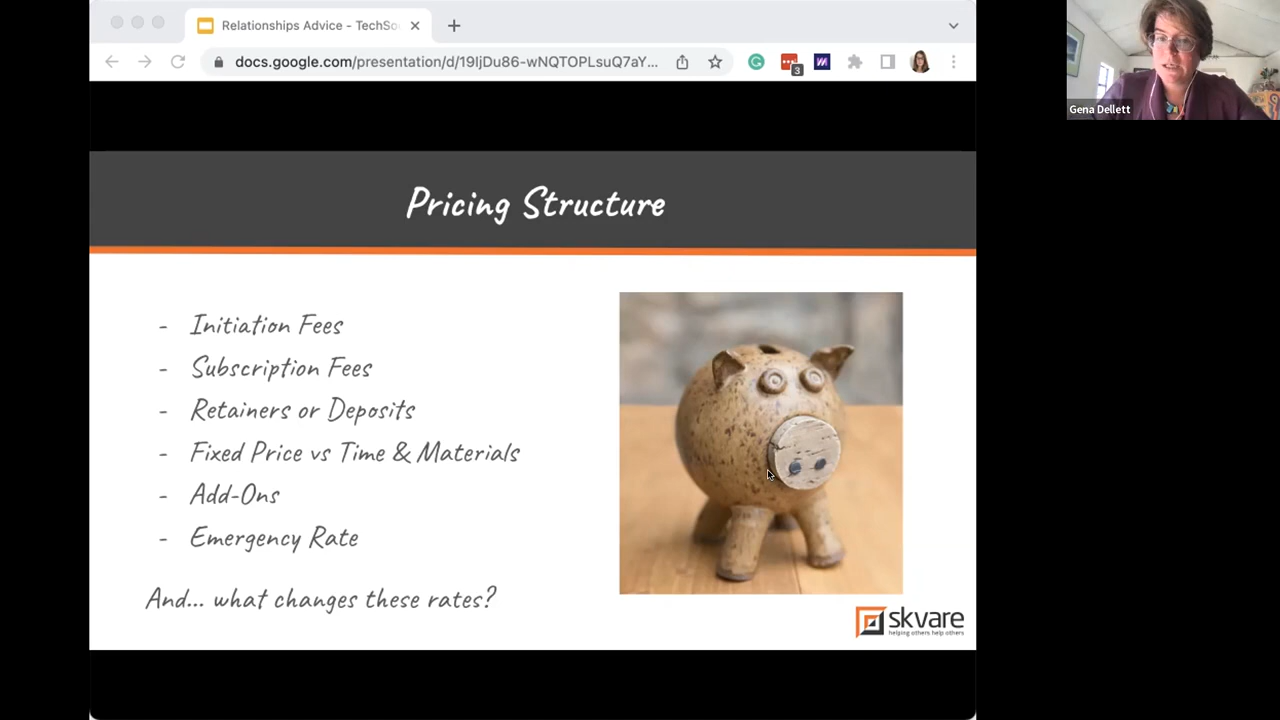 Relationships Advice - TechSo
docs.google.com/presentation/d/19IjDu86-wNQTOPLsuQ7aY...
3
Gena Dellett
Pricing Structure
- Initiation Fees
- Subscription Fees
- Retainers or Deposits
- Fixed Price vs Time & Materials
- Add-Ons
- Emergency Rate
And... what changes these rates?
skvare
helping others help others